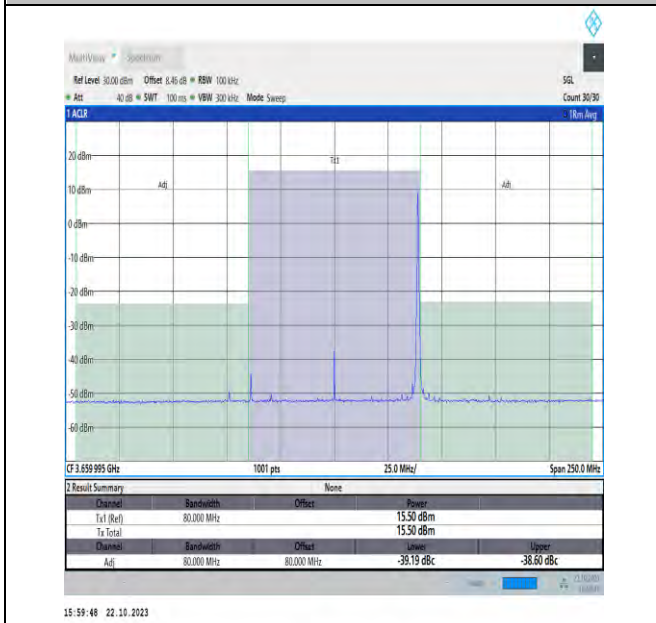 MultiView Spectrum
Ref Level 30.00 dBm Offset 8.46 dB RBW 100 kHz SGL
Att 40 dB SWT 100 ms VBW 300 kHz Mode Sweep Count 30/30
1 ACLR 1Rm Avg
20 dBm
Tx1
10 dBm Adj Adj
0 dBm
-10 dBm
-20 dBm
-30 dBm
-40 dBm
-50 dBm
-60 dBm
CF 3.659 995 GHz 1001 pts 25.0 MHz/ Span 250.0 MHz
2 Result Summary None
Channel Bandwidth Offset Power
Tx1 (Ref) 80.000 MHz 15.50 dBm
Tx Total 15.50 dBm
Channel Bandwidth Offset Lower Upper
Adj 80.000 MHz 80.000 MHz -39.19 dBc -38.60 dBc
15:59:48 22.10.2023